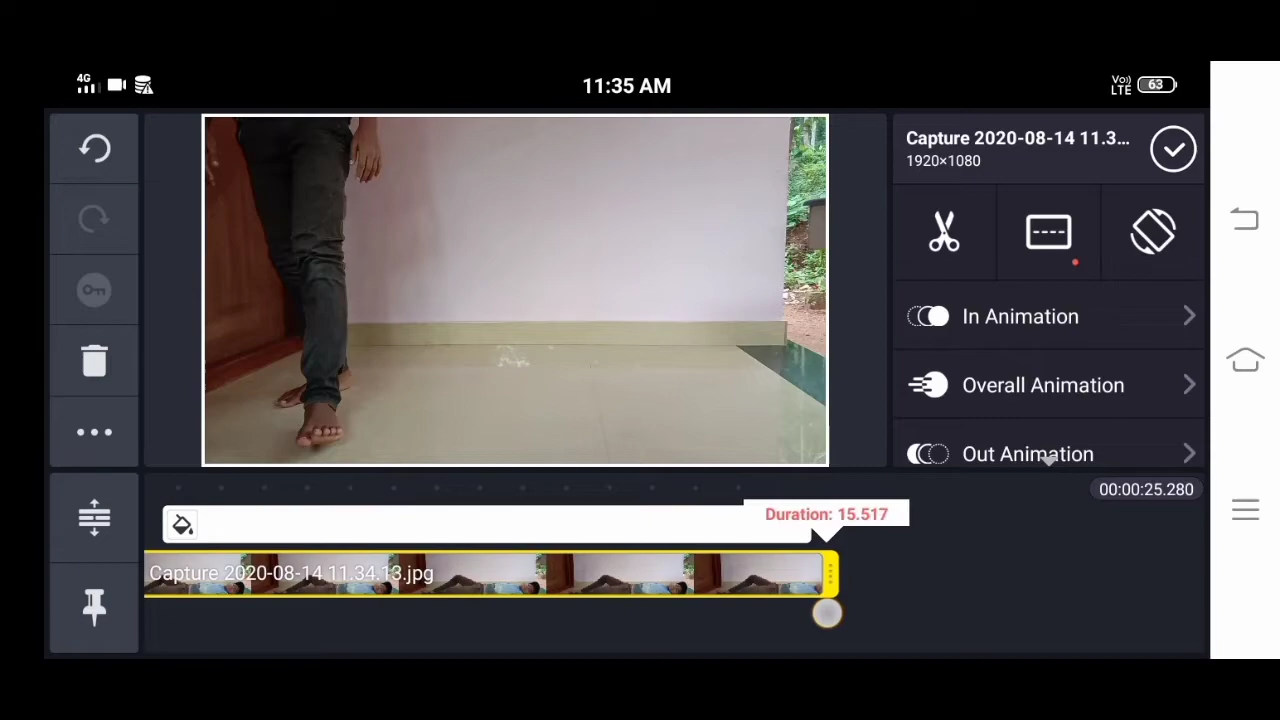 4G
11:35 AM
Vo))
LTE
63
Capture 2020-08-14 11.3...
1920×1080
In Animation
Overall Animation
Out Animation
00:00:25.280
Duration: 15.517
Capture 2020-08-14 11.34.13.jpg